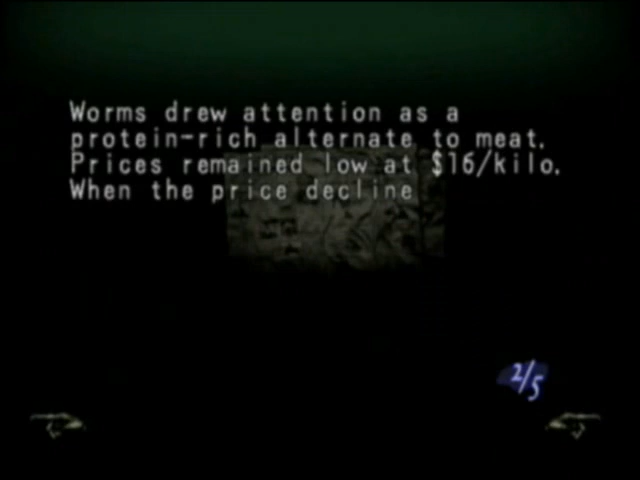 Worms drew attention as a
protein-rich alternate to meat.
Prices remained low at $16/kilo.
When the price decline
2/5